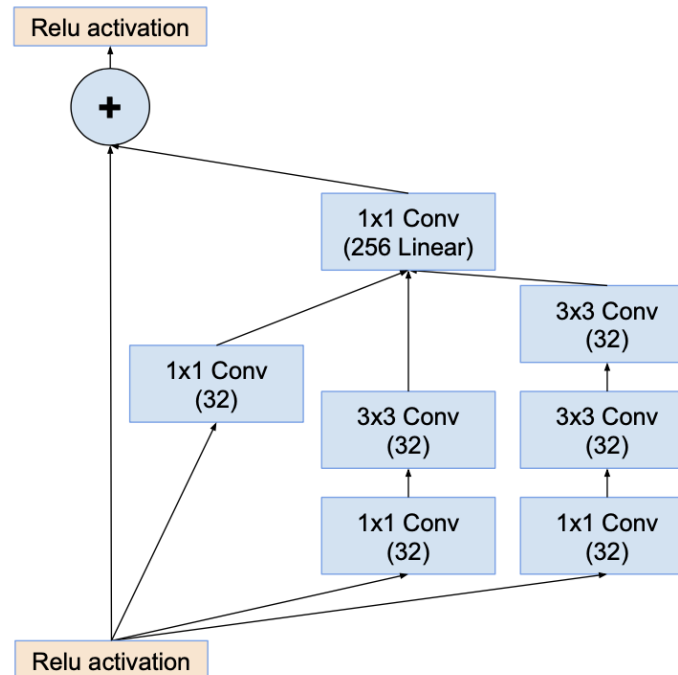 Relu activation
+
1x1 Conv
(256 Linear)
3x3 Conv
(32)
1x1 Conv
(32)
3x3 Conv
(32)
3x3 Conv
(32)
1x1 Conv
(32)
1x1 Conv
(32)
Relu activation